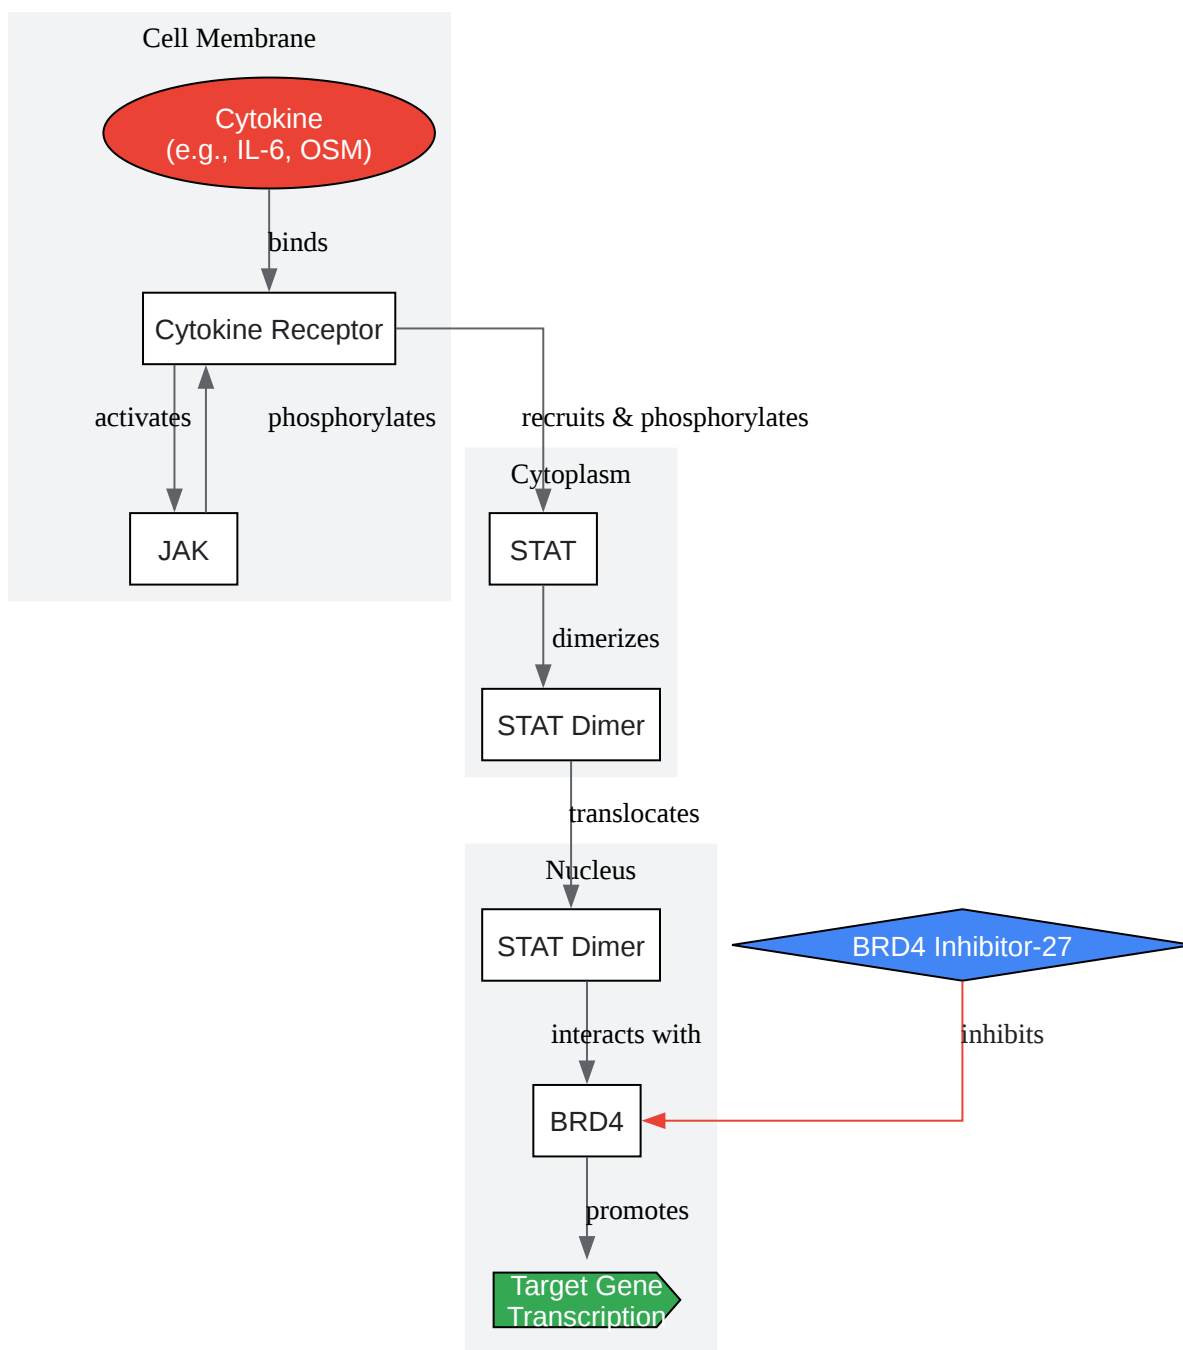 Cell Membrane
Cytokine
(e.g., IL-6, OSM)
binds
Cytokine Receptor
activates
phosphorylates
recruits & phosphorylates
Cytoplasm
JAK
STAT
dimerizes
STAT Dimer
translocates
Nucleus
STAT Dimer
BRD4 Inhibitor-27
interacts with
inhibits
BRD4
promotes
Target Gene
Transcription